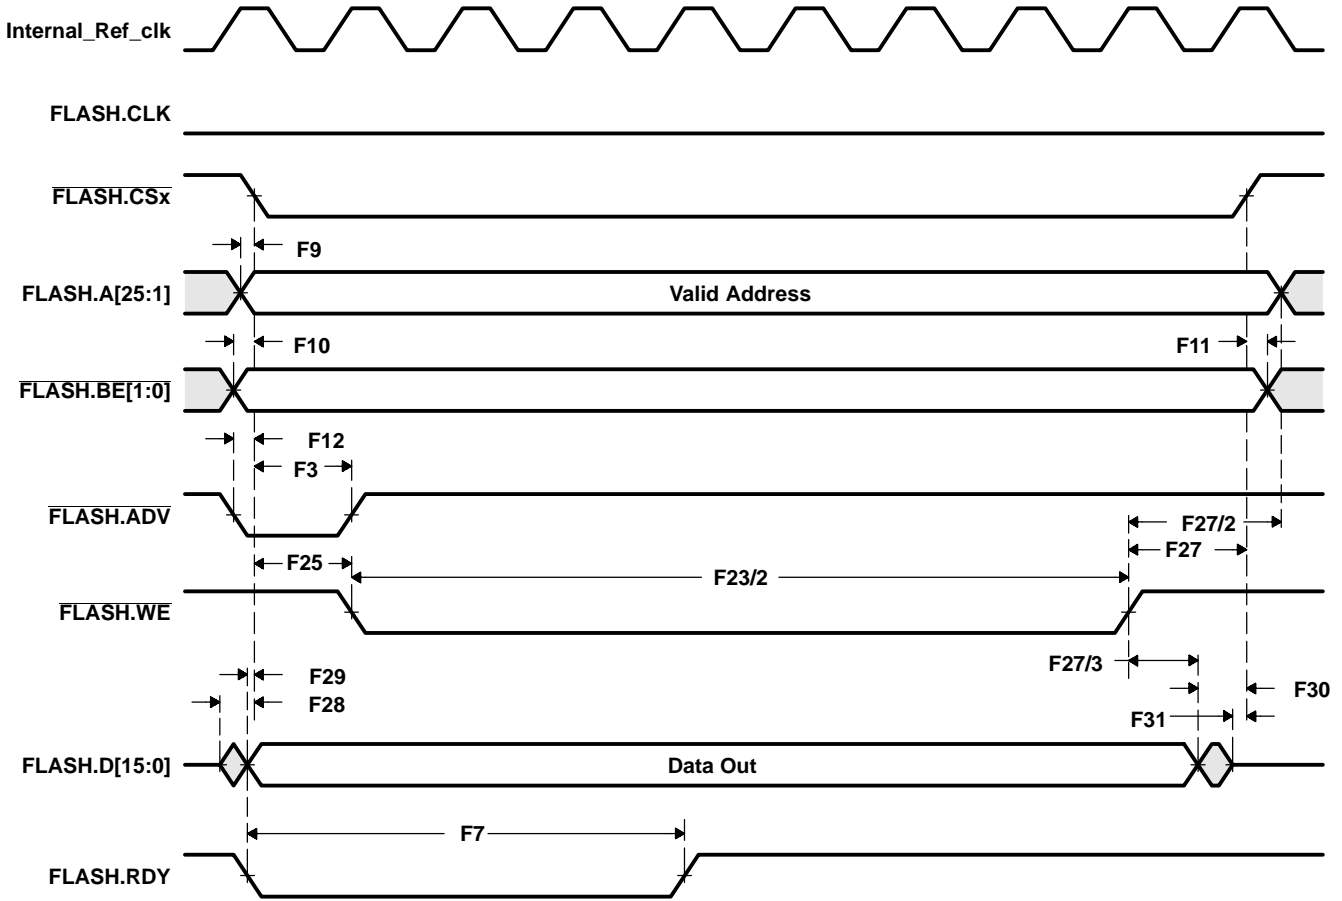 Internal_Ref_clk
FLASH.CLK
FLASH.CSx
F9
FLASH.A[25:1]
Valid Address
F10
F11
FLASH.BE[1:0]
F12
F3
FLASH.ADV
F27/2
F25
F27
F23/2
FLASH.WE
F27/3
F29
F30
F28
F31
FLASH.D[15:0]
Data Out
F7
FLASH.RDY